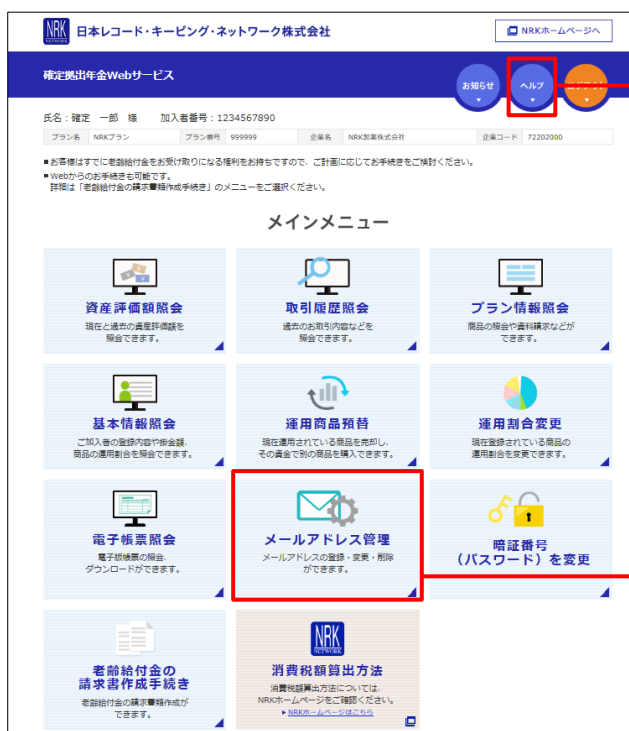 NRK
NETWORK
日本レコード・キーピング・ネットワーク株式会社
NRKホームページへ
確定拠出年金Webサービス
お知らせ
ヘルプ
ログアウト
氏名：確定 一郎 様 加入者番号：1234567890
プラン名 NRKプラン プラン番号 999999 企業名 NRK製業株式会社 企業コード 72202000
■お客様はすでに老齢給付金をお受け取りになる権利をお持ちですので、ご計画に応じてお手続きをご検討ください。
■Webからのお手続きも可能です。
詳細は「老齢給付金の請求書類作成手続き」のメニューをご選択ください。
メインメニュー
資産評価額照会
現在と過去の資産評価額を
照会できます。
取引履歴照会
過去のお取引内容などを
照会できます。
プラン情報照会
商品の照会や資料請求などが
できます。
基本情報照会
ご加入者の登録内容や掛金額、
商品の運用割合を照会できます。
運用商品預替
現在運用されている商品を売却し、
その資金で別の商品を購入できます。
運用割合変更
現在登録されている商品の
運用割合を変更できます。
電子帳票照会
電子版帳票の照会、
ダウンロードができます。
メールアドレス管理
メールアドレスの登録・変更・削除
ができます。
暗証番号
（パスワード）を変更
老齢給付金の
請求書作成手続き
老齢給付金の請求書類作成が
できます。
NRK
NETWORK
消費税額算出方法
消費税額算出方法については、
NRKホームページをご確認ください。
▶NRKホームページはこちら